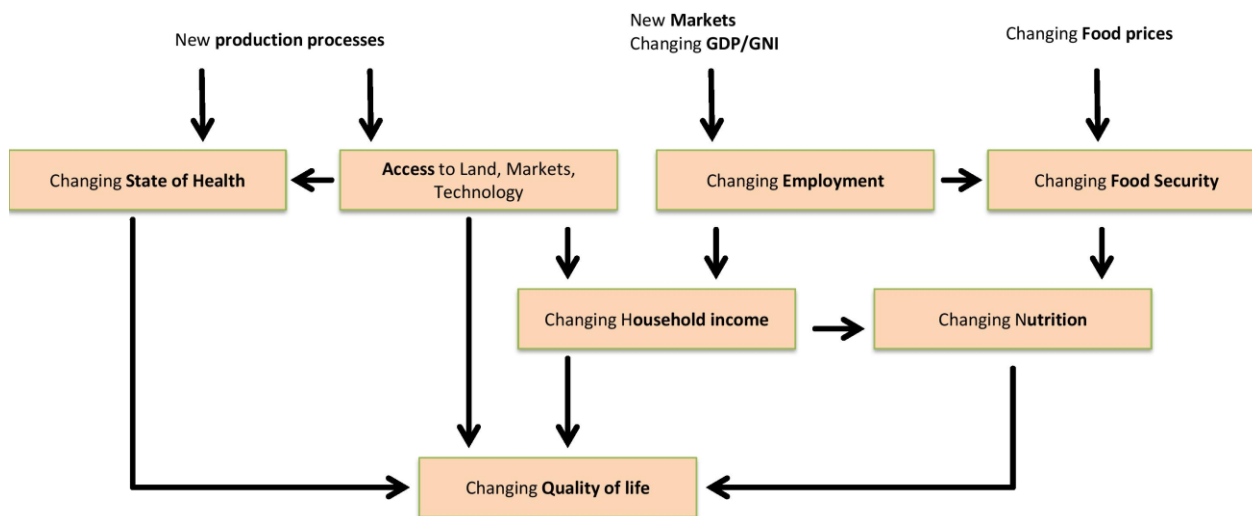 New production processes
New Markets
Changing GDP/GNI
Changing Food prices
Changing State of Health
Access to Land, Markets,
Technology
Changing Employment
Changing Food Security
Changing Household income
Changing Nutrition
Changing Quality of life